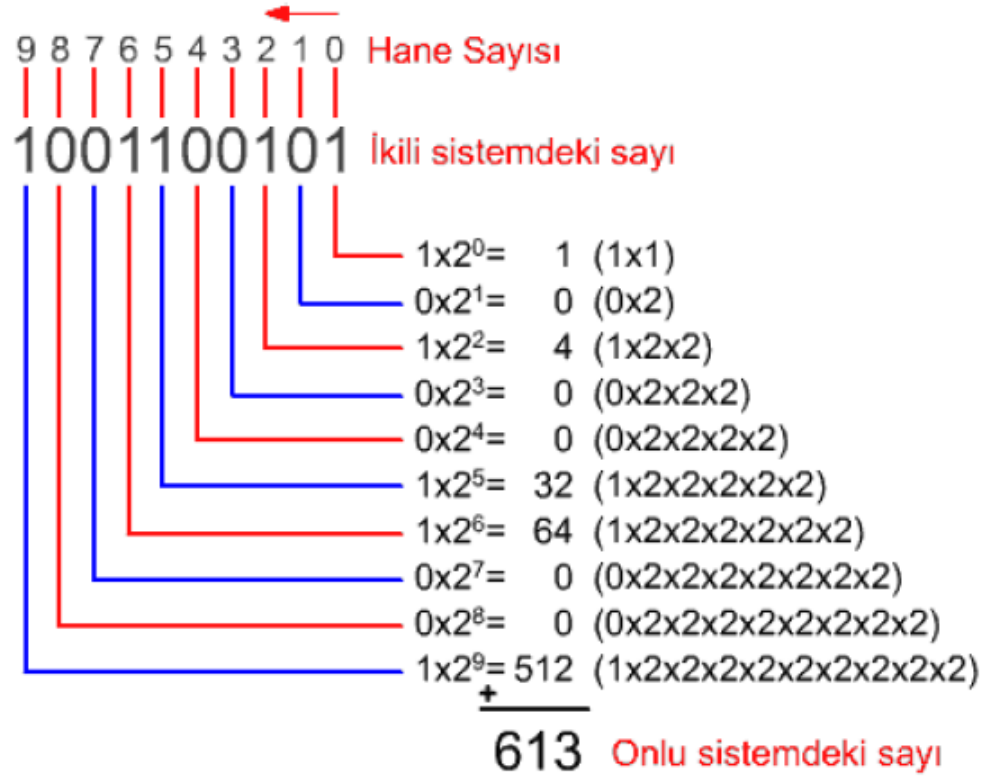 9 8 7 6 5 4 3 2 1 0 Hane Sayısı
1001100101 İkili sistemdeki sayı
1x2⁰= 1 (1x1)
0x2¹= 0 (0x2)
1x2²= 4 (1x2x2)
0x2³= 0 (0x2x2x2)
0x2⁴= 0 (0x2x2x2x2)
1x2⁵= 32 (1x2x2x2x2x2)
1x2⁶= 64 (1x2x2x2x2x2x2)
0x2⁷= 0 (0x2x2x2x2x2x2x2)
0x2⁸= 0 (0x2x2x2x2x2x2x2x2)
1x2⁹= 512 (1x2x2x2x2x2x2x2x2x2)
+
613 Onlu sistemdeki sayı